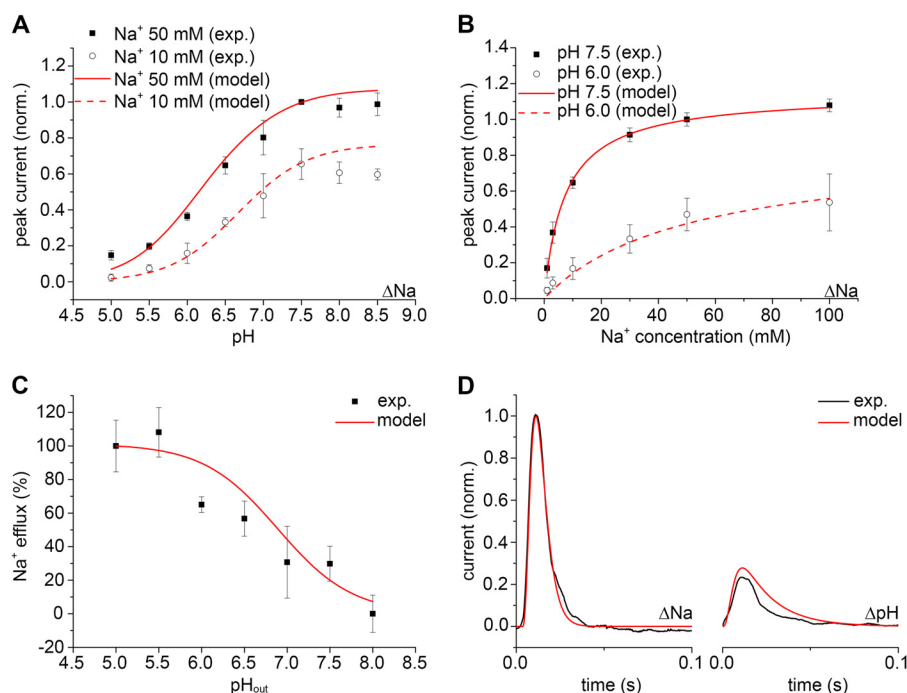 A
Na⁺ 50 mM (exp.)
Na⁺ 10 mM (exp.)
Na⁺ 50 mM (model)
Na⁺ 10 mM (model)
peak current (norm.)
1.4
1.2
1.0
0.8
0.6
0.4
0.2
0.0
ΔNa
4.5 5.0 5.5 6.0 6.5 7.0 7.5 8.0 8.5
pH
B
pH 7.5 (exp.)
pH 6.0 (exp.)
pH 7.5 (model)
pH 6.0 (model)
peak current (norm.)
1.4
1.2
1.0
0.8
0.6
0.4
0.2
0.0
ΔNa
0 20 40 60 80 100
Na⁺ concentration (mM)
C
exp.
model
Na⁺ efflux (%)
120
100
80
60
40
20
0
-20
4.5 5.0 5.5 6.0 6.5 7.0 7.5 8.0 8.5
pHout
D
exp.
model
current (norm.)
1.0
0.8
0.6
0.4
0.2
0.0
ΔNa
ΔpH
0.0 0.1 0.0 0.1
time (s) time (s)